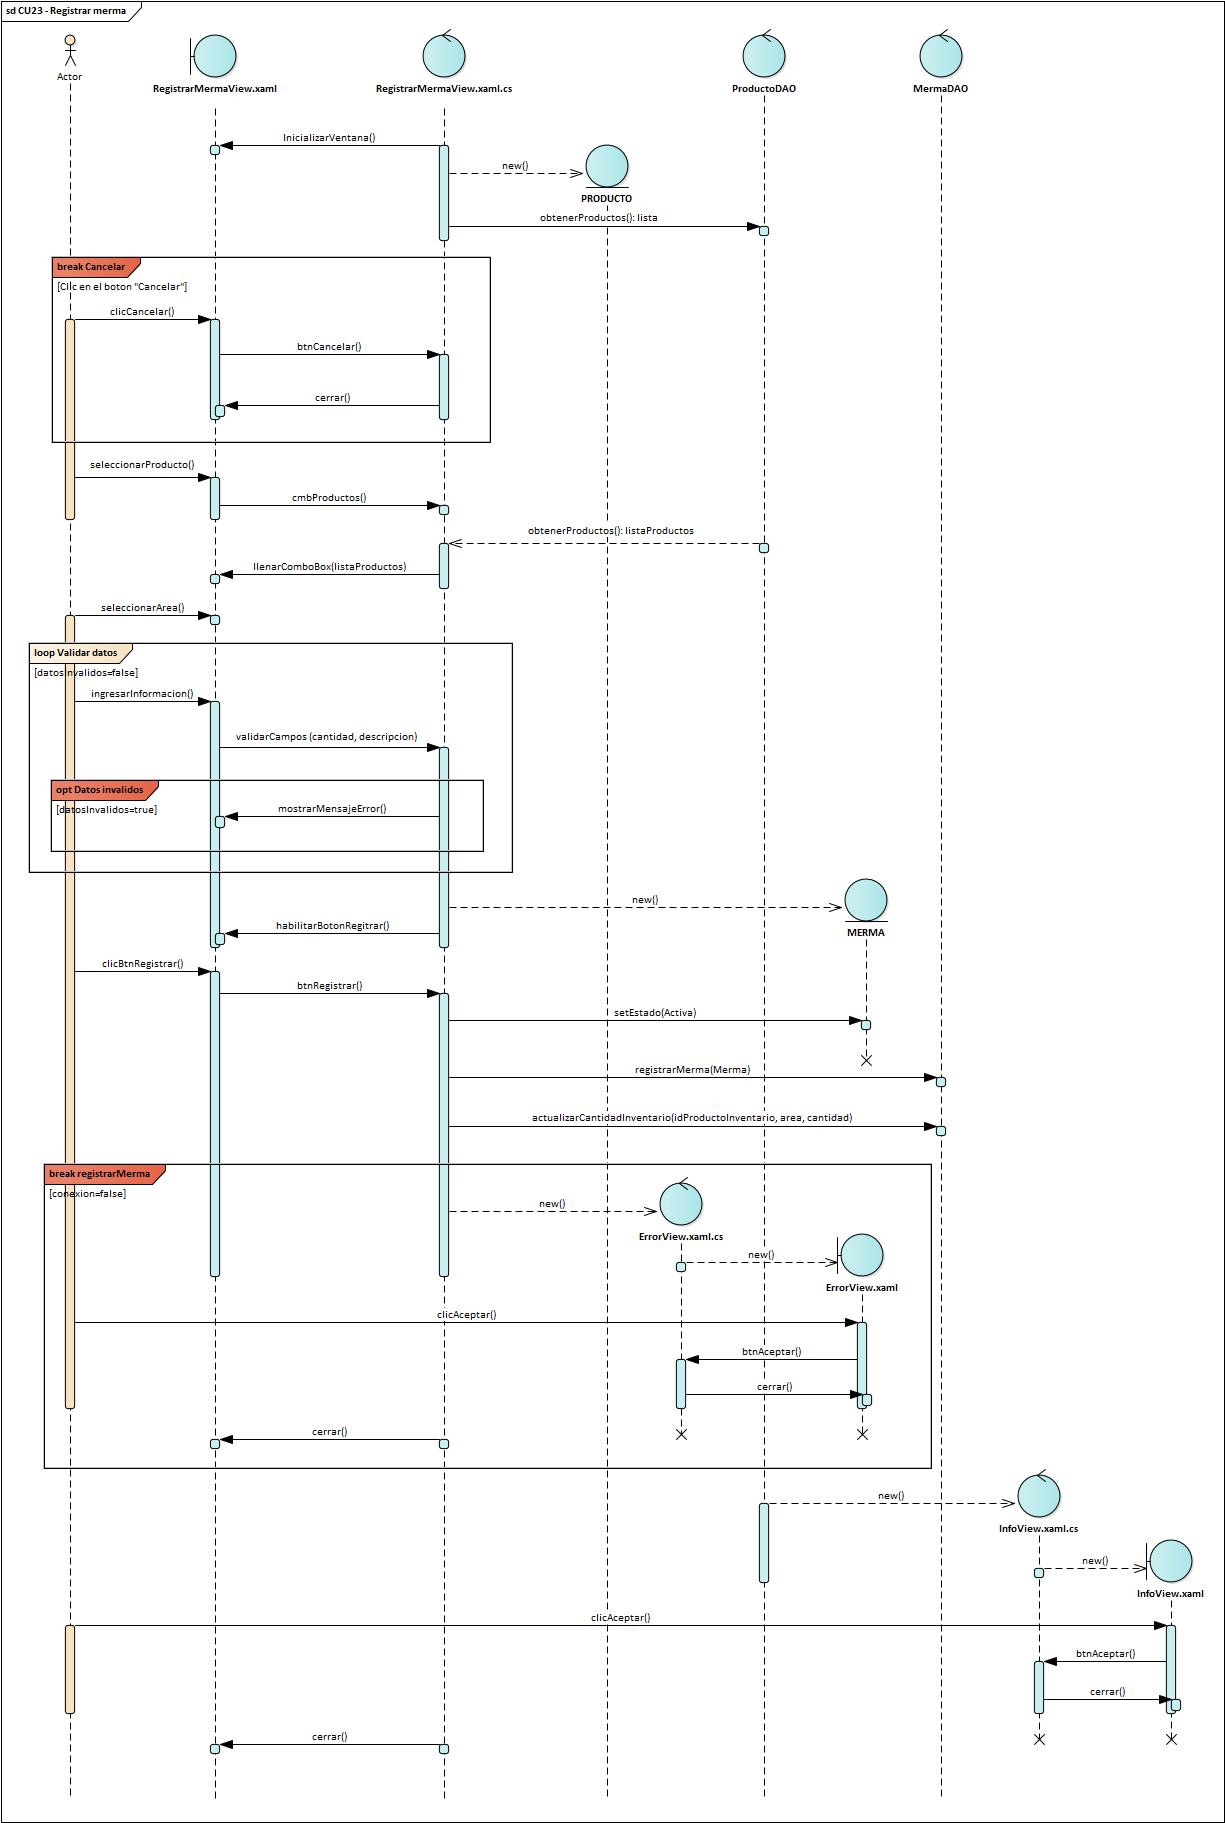 sd CU23 - Registrar merma
Actor
RegistrarMermaView.xaml
RegistrarMermaView.xaml.cs
ProductoDAO
MermaDAO
InicializarVentana()
new()
PRODUCTO
obtenerProductos(): lista
break Cancelar
[Clic en el boton "Cancelar"]
clicCancelar()
btnCancelar()
cerrar()
seleccionarProducto()
cmbProductos()
obtenerProductos(): listaProductos
llenarComboBox(listaProductos)
seleccionarArea()
loop Validar datos
[datosInvalidos=false]
ingresarInformacion()
validarCampos (cantidad, descripcion)
opt Datos invalidos
[datosInvalidos=true]
mostrarMensajeError()
new()
MERMA
habilitarBotonRegitrar()
clicBtnRegistrar()
btnRegistrar()
setEstado(Activa)
registrarMerma(Merma)
actualizarCantidadInventario(idProductoInventario, area, cantidad)
break registrarMerma
[conexion=false]
new()
ErrorView.xaml.cs
new()
ErrorView.xaml
clicAceptar()
btnAceptar()
cerrar()
cerrar()
new()
InfoView.xaml.cs
new()
InfoView.xaml
clicAceptar()
btnAceptar()
cerrar()
cerrar()